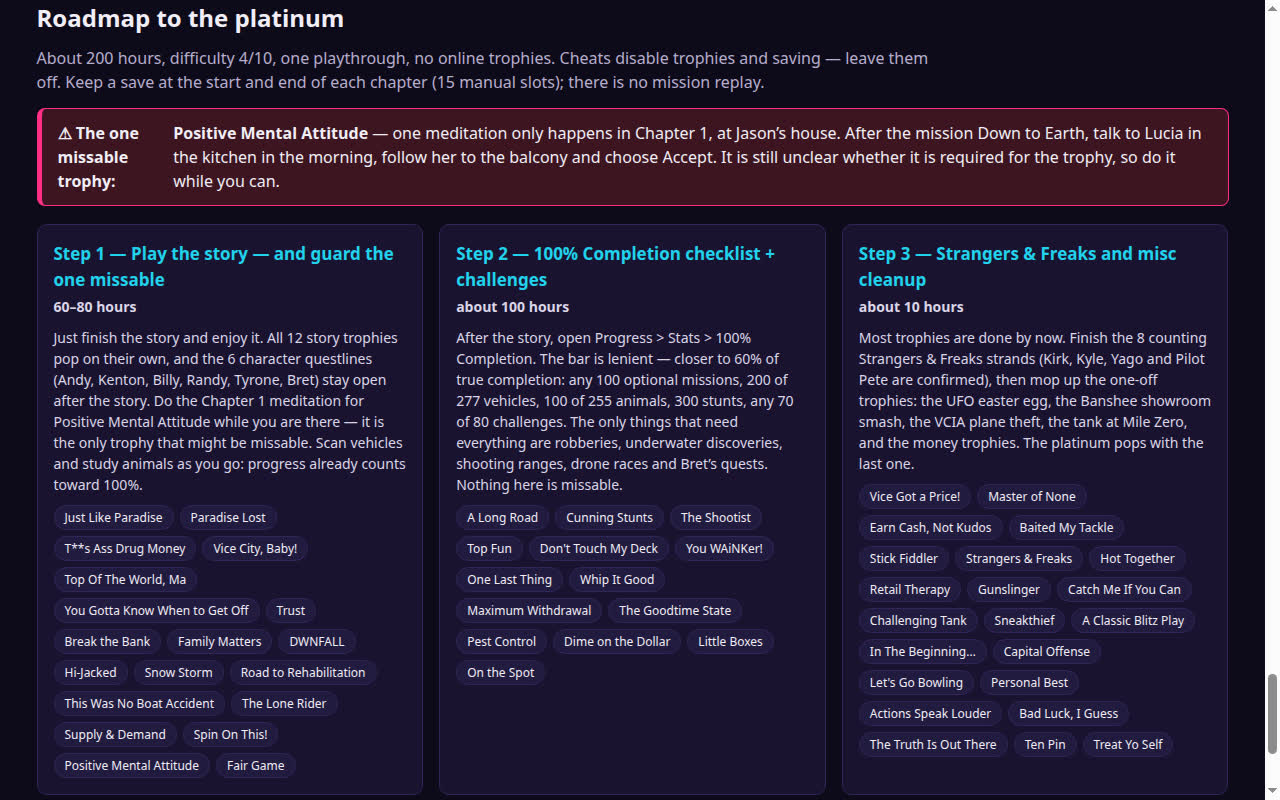 Roadmap to the platinum
About 200 hours, difficulty 4/10, one playthrough, no online trophies. Cheats disable trophies and saving — leave them
off. Keep a save at the start and end of each chapter (15 manual slots); there is no mission replay.
⚠ The one
missable
trophy:
Positive Mental Attitude — one meditation only happens in Chapter 1, at Jason’s house. After the mission Down to Earth, talk to Lucia in
the kitchen in the morning, follow her to the balcony and choose Accept. It is still unclear whether it is required for the trophy, so do it
while you can.
Step 1 — Play the story — and guard the
one missable
60–80 hours
Just finish the story and enjoy it. All 12 story trophies
pop on their own, and the 6 character questlines
(Andy, Kenton, Billy, Randy, Tyrone, Bret) stay open
after the story. Do the Chapter 1 meditation for
Positive Mental Attitude while you are there — it is
the only trophy that might be missable. Scan vehicles
and study animals as you go: progress already counts
toward 100%.
Just Like Paradise Paradise Lost
T**s Ass Drug Money Vice City, Baby!
Top Of The World, Ma
You Gotta Know When to Get Off Trust
Break the Bank Family Matters DWNFALL
Hi-Jacked Snow Storm Road to Rehabilitation
This Was No Boat Accident The Lone Rider
Supply & Demand Spin On This!
Positive Mental Attitude Fair Game
Step 2 — 100% Completion checklist +
challenges
about 100 hours
After the story, open Progress > Stats > 100%
Completion. The bar is lenient — closer to 60% of
true completion: any 100 optional missions, 200 of
277 vehicles, 100 of 255 animals, 300 stunts, any 70
of 80 challenges. The only things that need
everything are robberies, underwater discoveries,
shooting ranges, drone races and Bret’s quests.
Nothing here is missable.
A Long Road Cunning Stunts The Shootist
Top Fun Don't Touch My Deck You WAiNKer!
One Last Thing Whip It Good
Maximum Withdrawal The Goodtime State
Pest Control Dime on the Dollar Little Boxes
On the Spot
Step 3 — Strangers & Freaks and misc
cleanup
about 10 hours
Most trophies are done by now. Finish the 8 counting
Strangers & Freaks strands (Kirk, Kyle, Yago and Pilot
Pete are confirmed), then mop up the one-off
trophies: the UFO easter egg, the Banshee showroom
smash, the VCIA plane theft, the tank at Mile Zero,
and the money trophies. The platinum pops with the
last one.
Vice Got a Price! Master of None
Earn Cash, Not Kudos Baited My Tackle
Stick Fiddler Strangers & Freaks Hot Together
Retail Therapy Gunslinger Catch Me If You Can
Challenging Tank Sneakthief A Classic Blitz Play
In The Beginning... Capital Offense
Let's Go Bowling Personal Best
Actions Speak Louder Bad Luck, I Guess
The Truth Is Out There Ten Pin Treat Yo Self